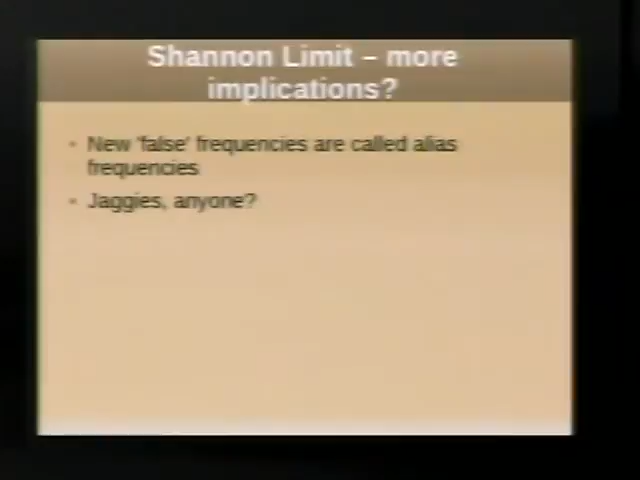 Shannon Limit – more
implications?
• New 'false' frequencies are called alias
frequencies
• Jaggies, anyone?